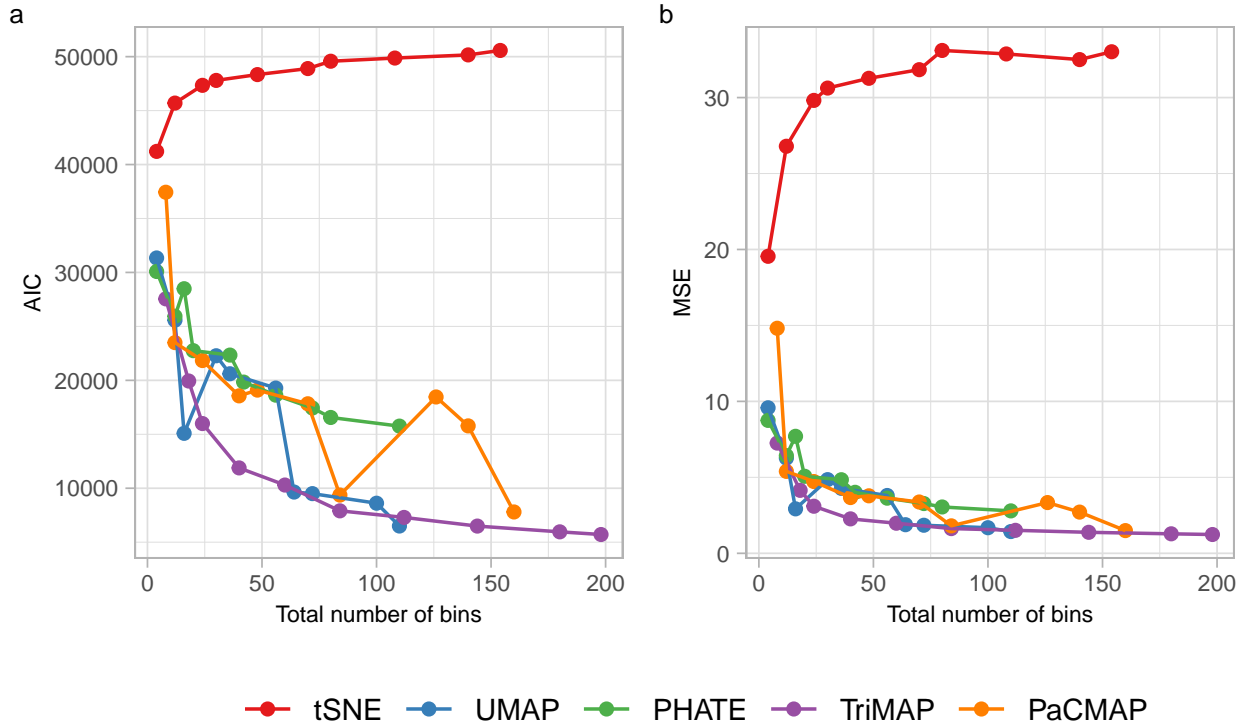 a
50000
40000
30000
20000
10000
AIC
0 50 100 150 200
Total number of bins
b
30
20
10
0
MSE
0 50 100 150 200
Total number of bins
tSNE UMAP PHATE TriMAP PaCMAP